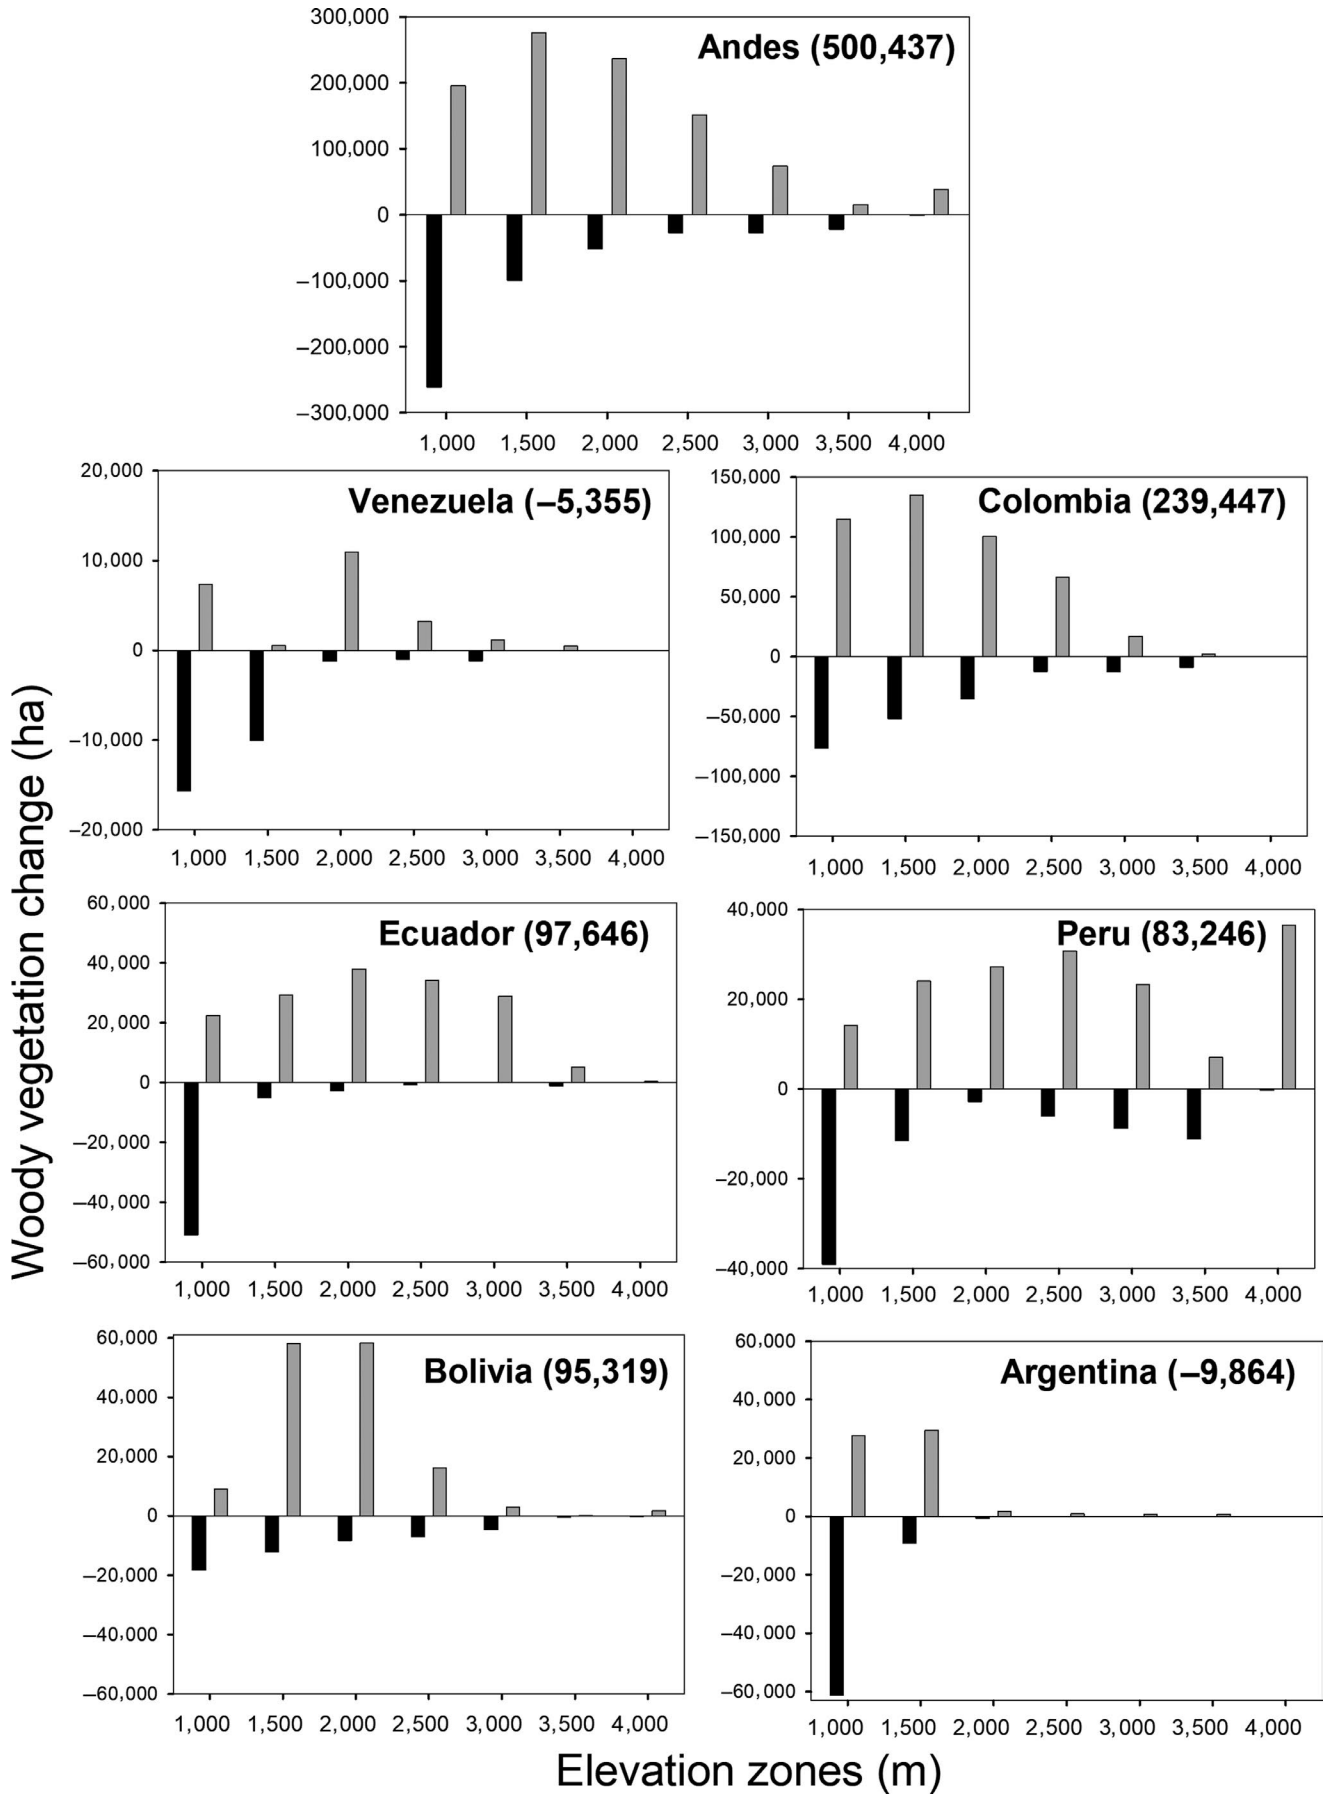 Andes (500,437)
300,000
200,000
100,000
0
–100,000
–200,000
–300,000
1,000 1,500 2,000 2,500 3,000 3,500 4,000
Venezuela (–5,355)
20,000
10,000
0
–10,000
–20,000
1,000 1,500 2,000 2,500 3,000 3,500 4,000
Colombia (239,447)
150,000
100,000
50,000
0
–50,000
–100,000
–150,000
1,000 1,500 2,000 2,500 3,000 3,500 4,000
Woody vegetation change (ha)
Ecuador (97,646)
60,000
40,000
20,000
0
–20,000
–40,000
–60,000
1,000 1,500 2,000 2,500 3,000 3,500 4,000
Peru (83,246)
40,000
20,000
0
–20,000
–40,000
1,000 1,500 2,000 2,500 3,000 3,500 4,000
Bolivia (95,319)
60,000
40,000
20,000
0
–20,000
–40,000
–60,000
1,000 1,500 2,000 2,500 3,000 3,500 4,000
Argentina (–9,864)
60,000
40,000
20,000
0
–20,000
–40,000
–60,000
1,000 1,500 2,000 2,500 3,000 3,500 4,000
Elevation zones (m)